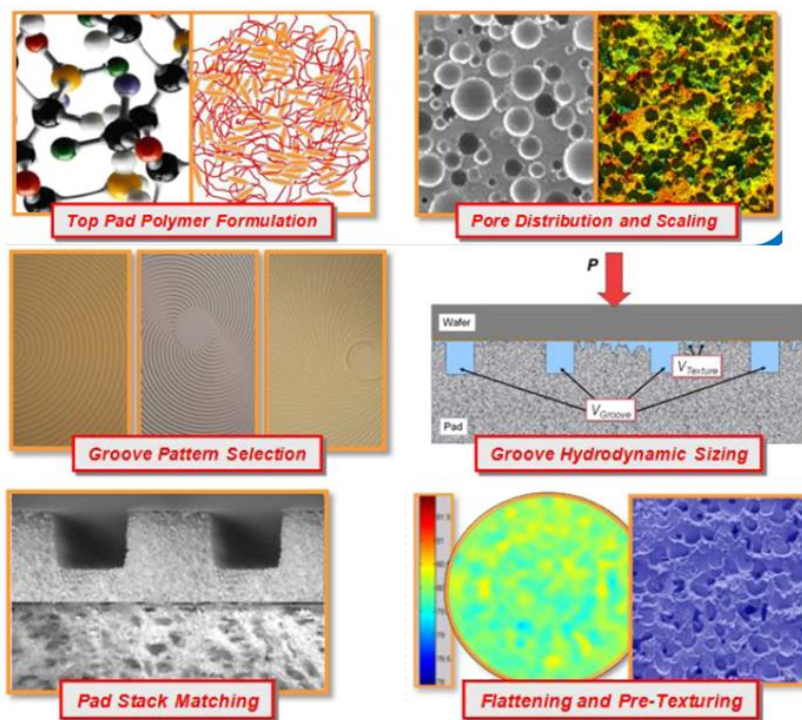 Top Pad Polymer Formulation
Pore Distribution and Scaling
Groove Pattern Selection
P
Wafer
V Texture
V Groove
Pad
Groove Hydrodynamic Sizing
Pad Stack Matching
Flattening and Pre-Texturing